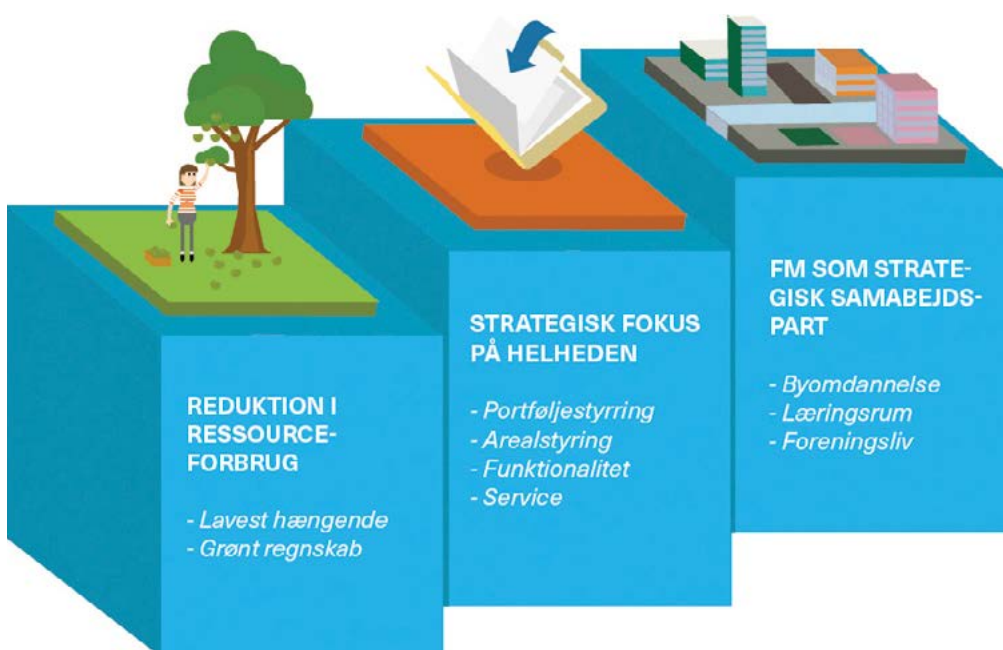 REDUKTION I
RESSOURCE-
FORBRUG
- Lavest hængende
- Grønt regnskab
STRATEGISK FOKUS
PÅ HELHEDEN
- Portføljestyrring
- Arealstyring
- Funktionalitet
- Service
FM SOM STRATE-
GISK SAMABEJDS-
PART
- Byomdannelse
- Læringsrum
- Foreningsliv